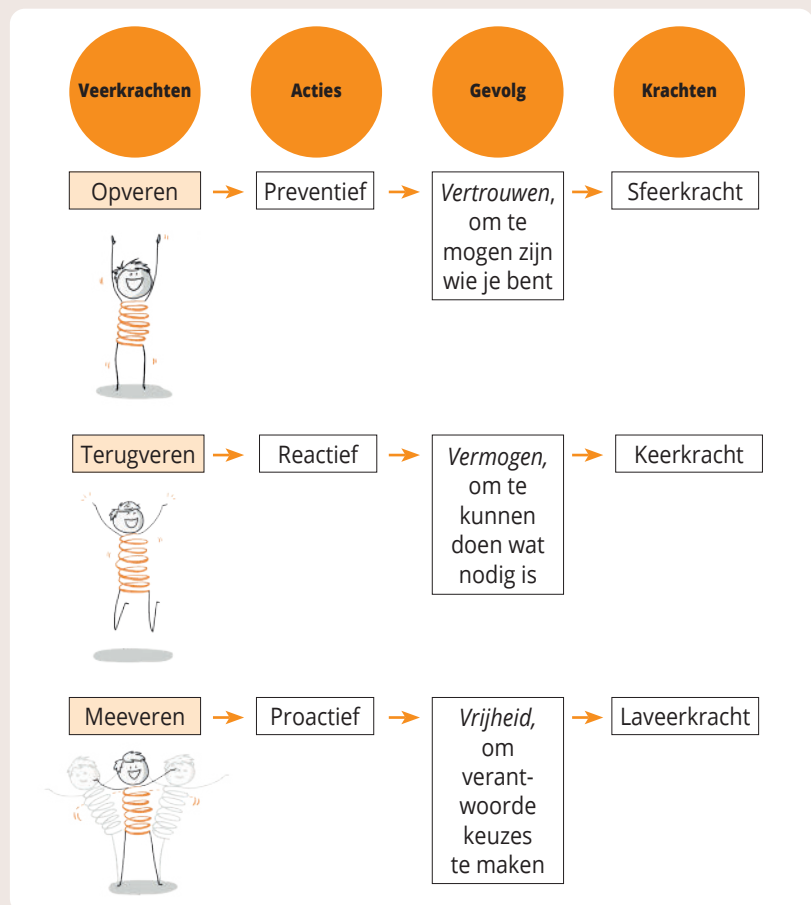 Veerkrachten
Acties
Gevolg
Krachten
Opveren
Preventief
Vertrouwen,
om te
mogen zijn
wie je bent
Sfeerkracht
Terugveren
Reactief
Vermogen,
om te
kunnen
doen wat
nodig is
Keerkracht
Meeveren
Proactief
Vrijheid,
om
verant-
woorde
keuzes
te maken
Laveerkracht